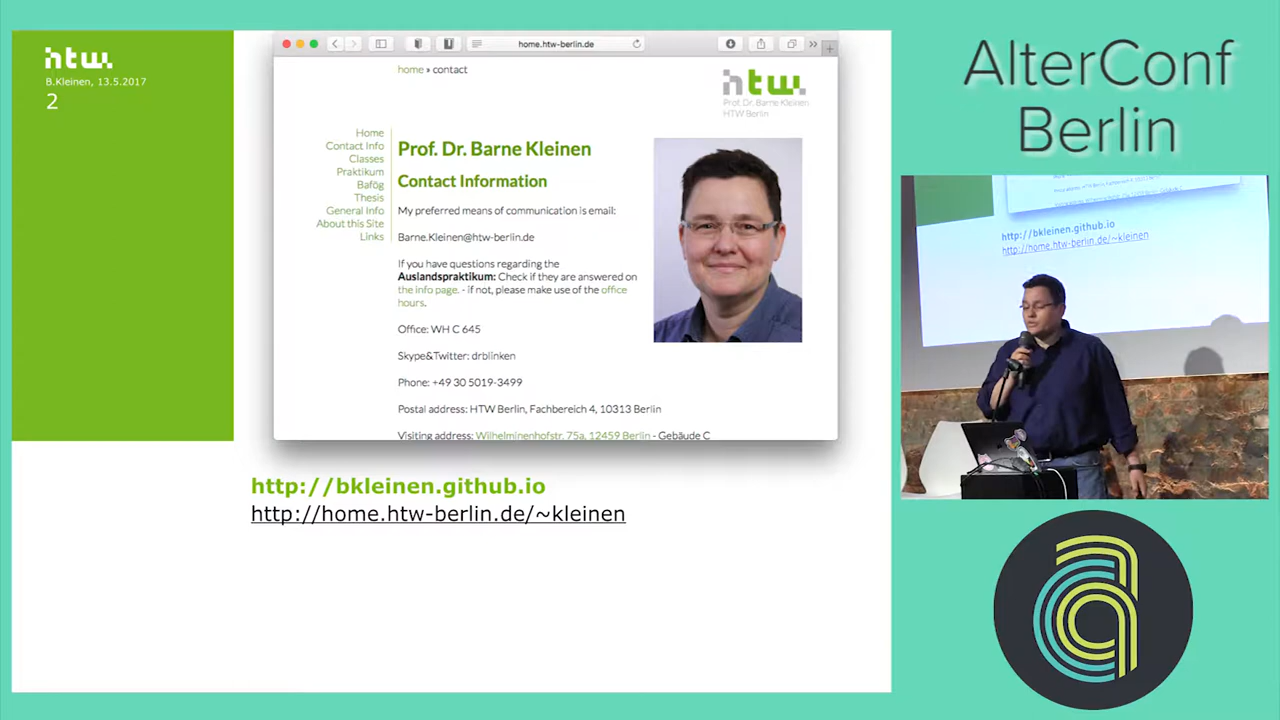 htw.
B.Kleinen, 13.5.2017
2
home.htw-berlin.de
home » contact
htw.
Prof. Dr. Barne Kleinen
HTW Berlin
Home
Contact Info
Classes
Praktikum
Bafög
Thesis
General Info
About this Site
Links
Prof. Dr. Barne Kleinen
Contact Information
My preferred means of communication is email:
Barne.Kleinen@htw-berlin.de
If you have questions regarding the
Auslandspraktikum: Check if they are answered on
the info page. - if not, please make use of the office
hours.
Office: WH C 645
Skype&Twitter: drblinken
Phone: +49 30 5019-3499
Postal address: HTW Berlin, Fachbereich 4, 10313 Berlin
Visiting address: Wilhelminenhofstr. 75a, 12459 Berlin - Gebäude C
http://bkleinen.github.io
http://home.htw-berlin.de/~kleinen
AlterConf
Berlin
http://bkleinen.github.io
http://home.htw-berlin.de/~kleinen